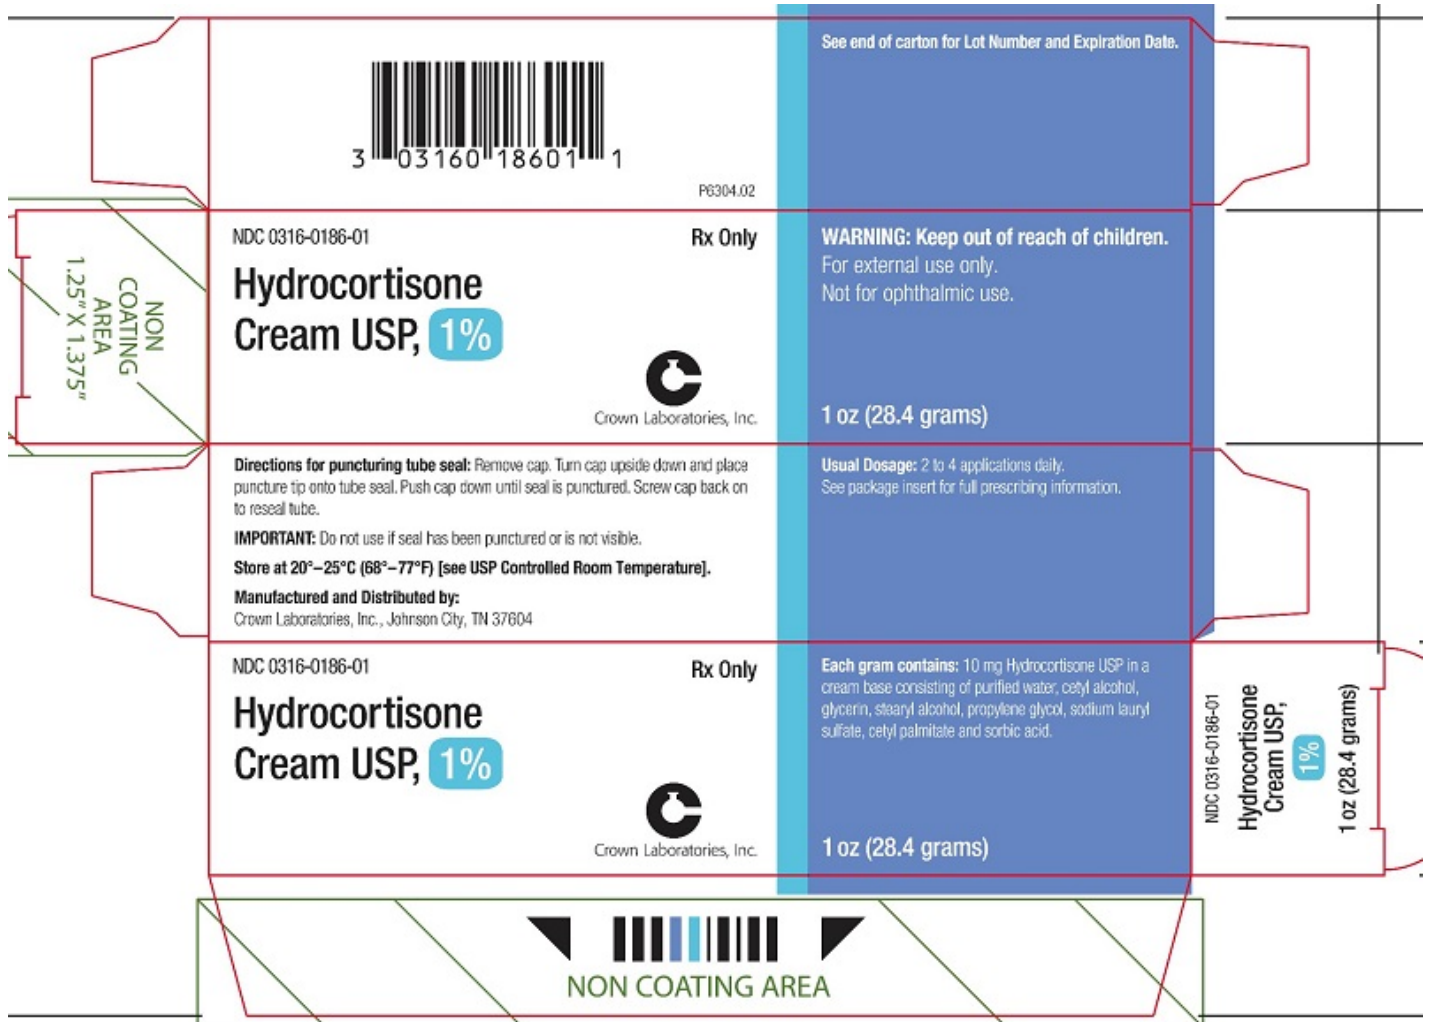 See end of carton for Lot Number and Expiration Date.
3 03160 18601 1
P6304.02
NDC 0316-0186-01
Rx Only
Hydrocortisone
Cream USP, 1%
Crown Laboratories, Inc.
WARNING: Keep out of reach of children.
For external use only.
Not for ophthalmic use.
1 oz (28.4 grams)
NON
COATING
AREA
1.25" X 1.375"
Directions for puncturing tube seal: Remove cap. Turn cap upside down and place
puncture tip onto tube seal. Push cap down until seal is punctured. Screw cap back on
to reseal tube.
IMPORTANT: Do not use if seal has been punctured or is not visible.
Store at 20°–25°C (68°–77°F) [see USP Controlled Room Temperature].
Manufactured and Distributed by:
Crown Laboratories, Inc., Johnson City, TN 37604
Usual Dosage: 2 to 4 applications daily.
See package insert for full prescribing information.
NDC 0316-0186-01
Rx Only
Hydrocortisone
Cream USP, 1%
Crown Laboratories, Inc.
Each gram contains: 10 mg Hydrocortisone USP in a
cream base consisting of purified water, cetyl alcohol,
glycerin, stearyl alcohol, propylene glycol, sodium lauryl
sulfate, cetyl palmitate and sorbic acid.
1 oz (28.4 grams)
NDC 0316-0186-01
Hydrocortisone
Cream USP,
1%
1 oz (28.4 grams)
NON COATING AREA